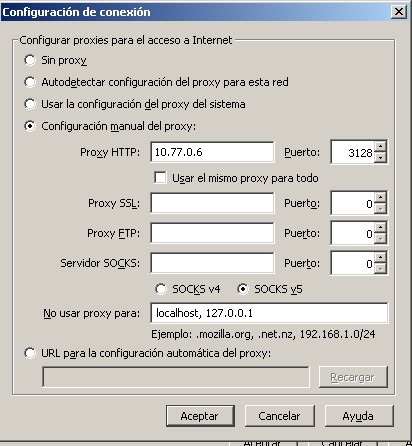 Configuración de conexión
Configurar proxies para el acceso a Internet
Sin proxy
Autodetectar configuración del proxy para esta red
Usar la configuración del proxy del sistema
Configuración manual del proxy:
Proxy HTTP: 10.77.0.6 Puerto: 3128
Usar el mismo proxy para todo
Proxy SSL: Puerto: 0
Proxy FTP: Puerto: 0
Servidor SOCKS: Puerto: 0
SOCKS v4 SOCKS v5
No usar proxy para: localhost, 127.0.0.1
Ejemplo: .mozilla.org, .net.nz, 192.168.1.0/24
URL para la configuración automática del proxy:
Recargar
Aceptar Cancelar Ayuda